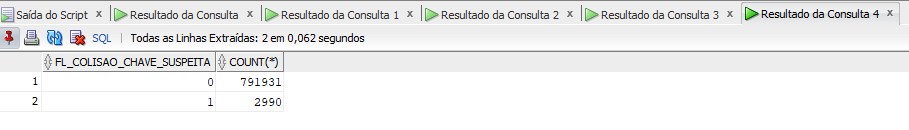 Saída do Script x Resultado da Consulta x Resultado da Consulta 1 x Resultado da Consulta 2 x Resultado da Consulta 3 x Resultado da Consulta 4 x
SQL | Todas as Linhas Extraídas: 2 em 0,062 segundos
FL_COLISAO_CHAVE_SUSPEITA COUNT(*)
1 0 791931
2 1 2990